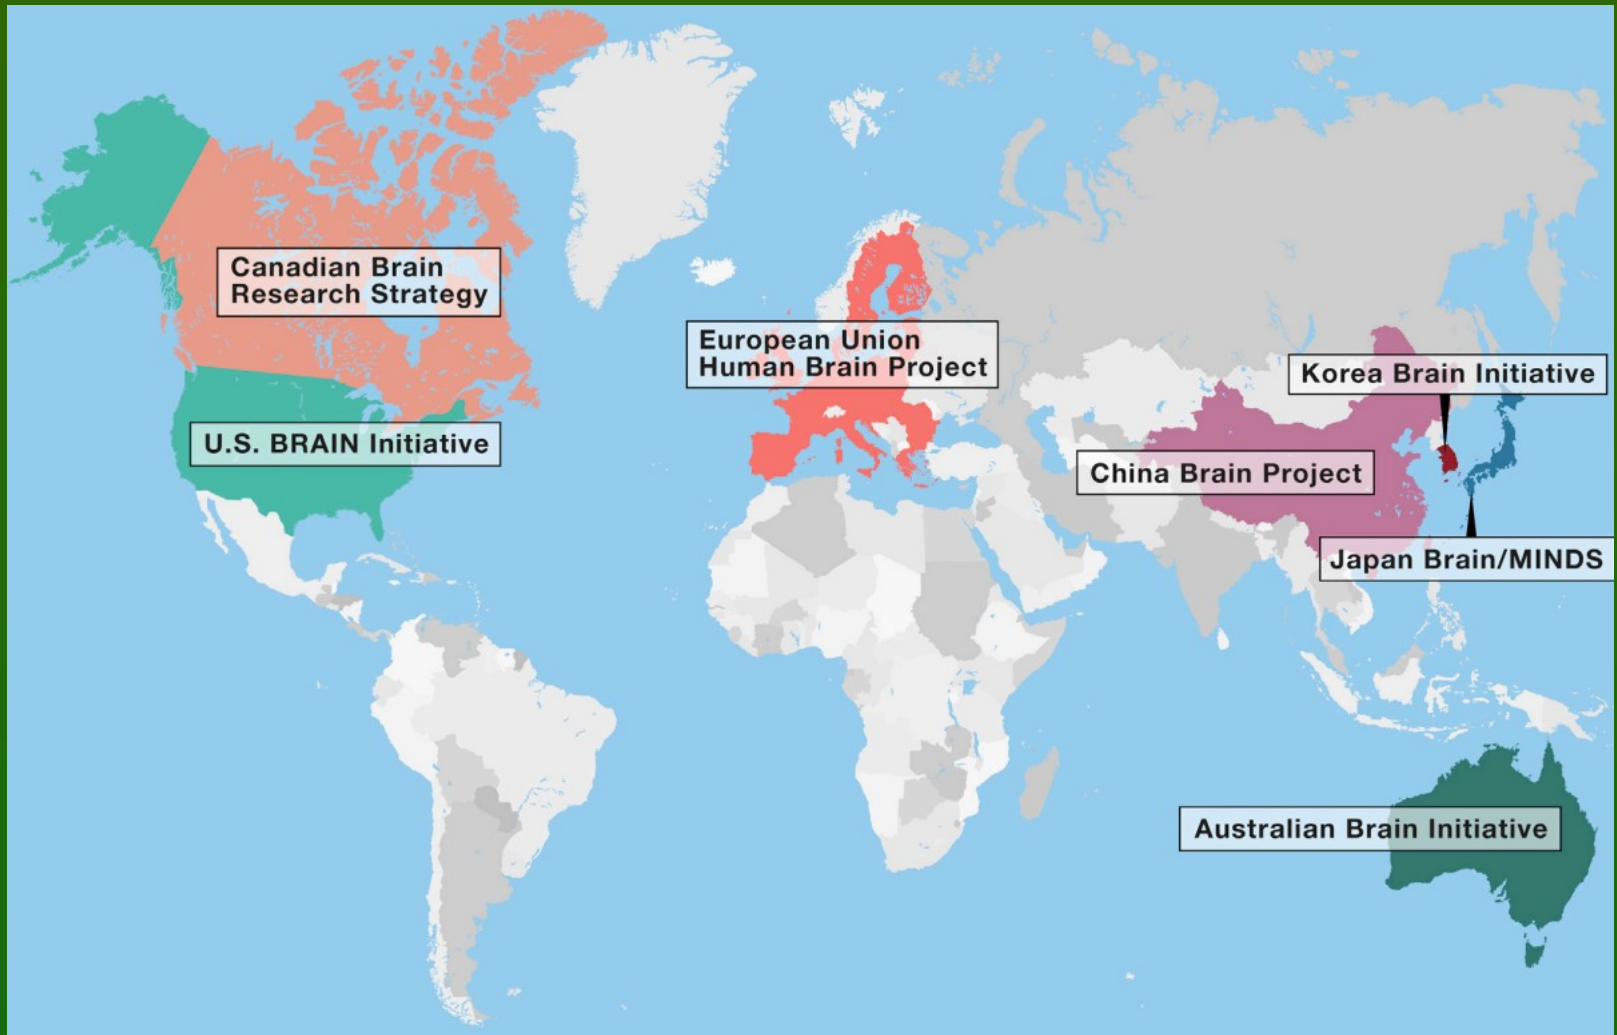 Canadian Brain
Research Strategy
European Union
Human Brain Project
Korea Brain Initiative
U.S. BRAIN Initiative
China Brain Project
Japan Brain/MINDS
Australian Brain Initiative